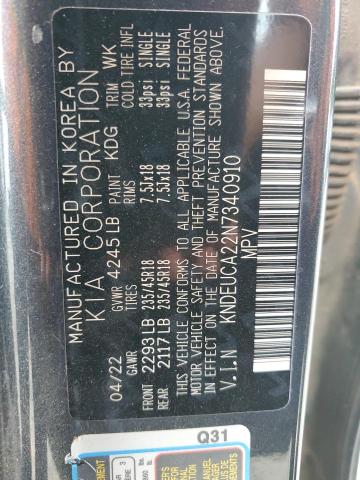 MANUFACTURED IN KOREA BY
KIA CORPORATION
04/22 GVWR 4245 LB PAINT KDG TRIM WK
TIRES RIMS COLD TIRE INFL
FRONT 2293 LB 235/45R18 7.5JX18 33psi SINGLE
REAR 2117 LB 235/45R18 7.5JX18 33psi SINGLE
THIS VEHICLE CONFORMS TO ALL APPLICABLE U.S.A. FEDERAL
MOTOR VEHICLE SAFETY AND THEFT PREVENTION STANDARDS
IN EFFECT ON THE DATE OF MANUFACTURE SHOWN ABOVE
V.I.N KNDEUCA22N7340910
MPV
Q31